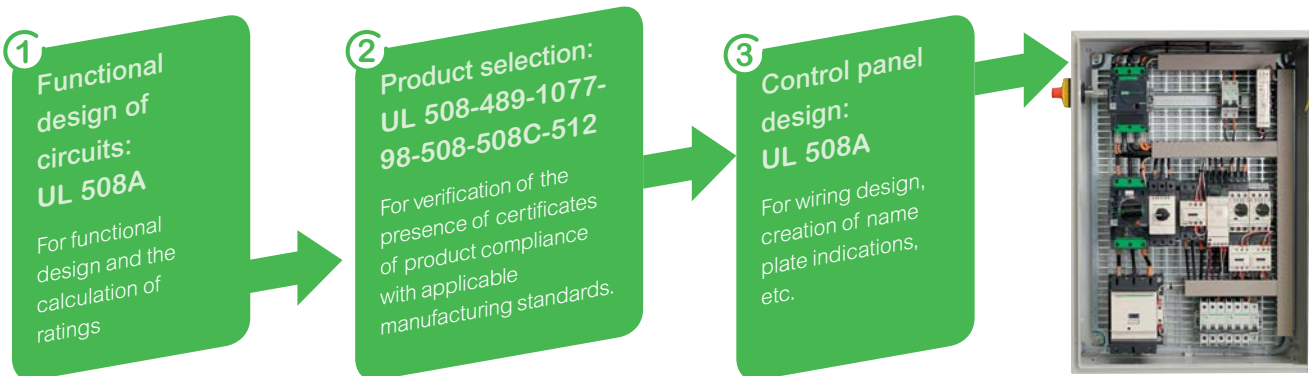 1
Functional
design of
circuits:
UL 508A
For functional
design and the
calculation of
ratings
2
Product selection:
UL 508-489-1077-
98-508-508C-512
For verification of the
presence of certificates
of product compliance
with applicable
manufacturing standards.
3
Control panel
design:
UL 508A
For wiring design,
creation of name
plate indications,
etc.